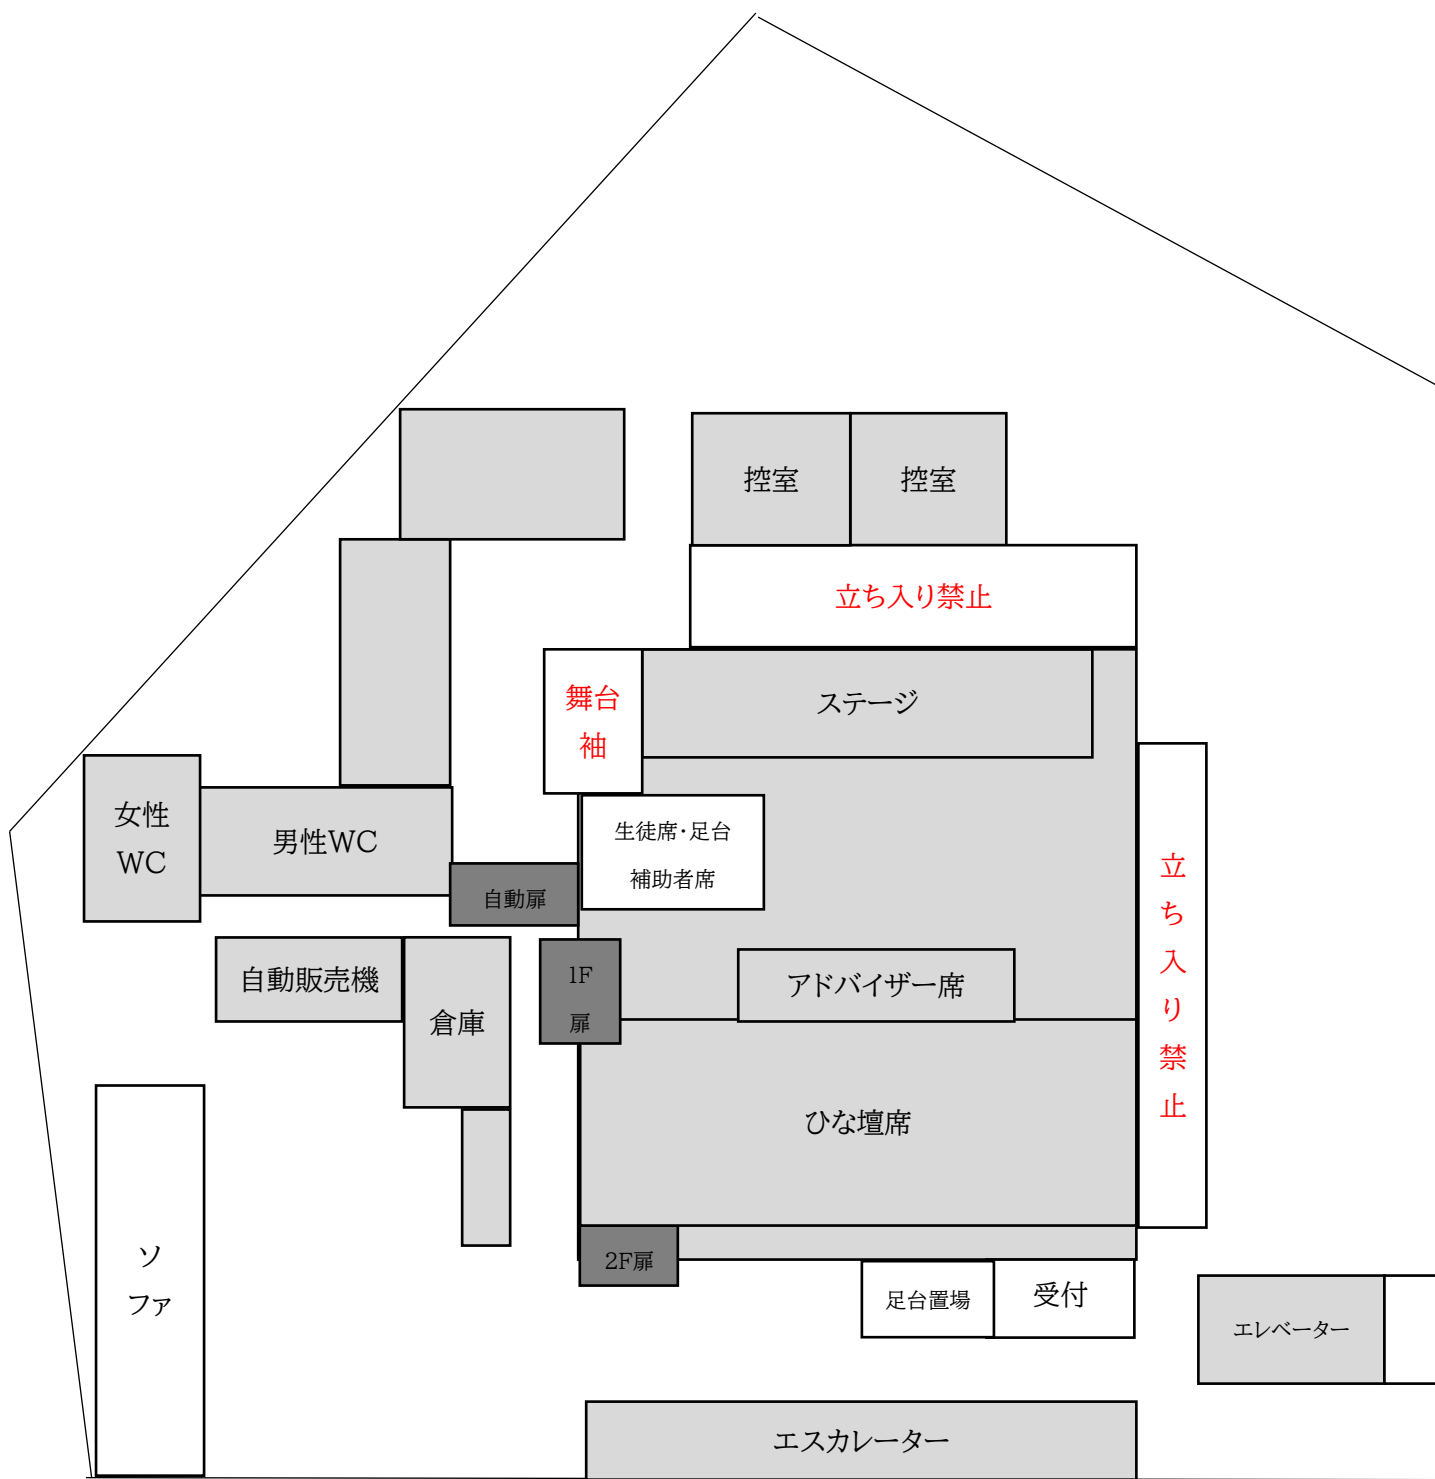 控室
控室
立ち入り禁止
舞台
袖
ステージ
女性
WC
男性WC
生徒席・足台
補助者席
自動扉
立
ち
入
り
禁
止
自動販売機
倉庫
1F
扉
アドバイザー席
ひな壇席
ソ
ファ
2F扉
足台置場
受付
エレベーター
エスカレーター